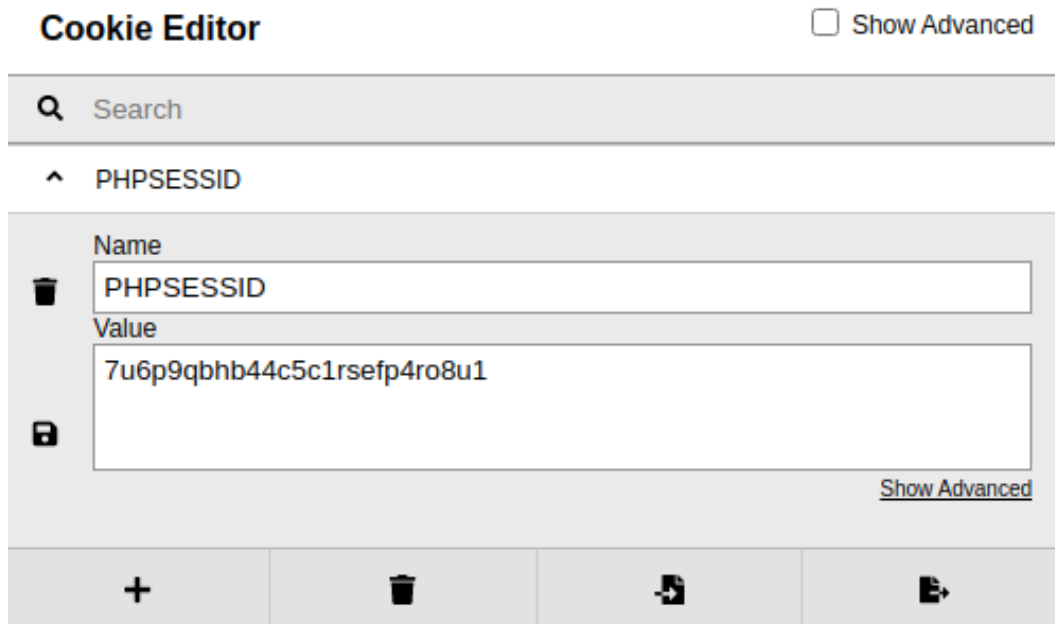 Cookie Editor
Show Advanced
Search
PHPSESSID
Name
PHPSESSID
Value
7u6p9qbhb44c5c1rsefp4ro8u1
Show Advanced